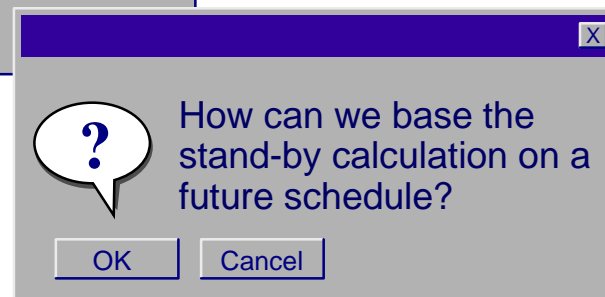 X
?
How can we base the
stand-by calculation on a
future schedule?
OK Cancel